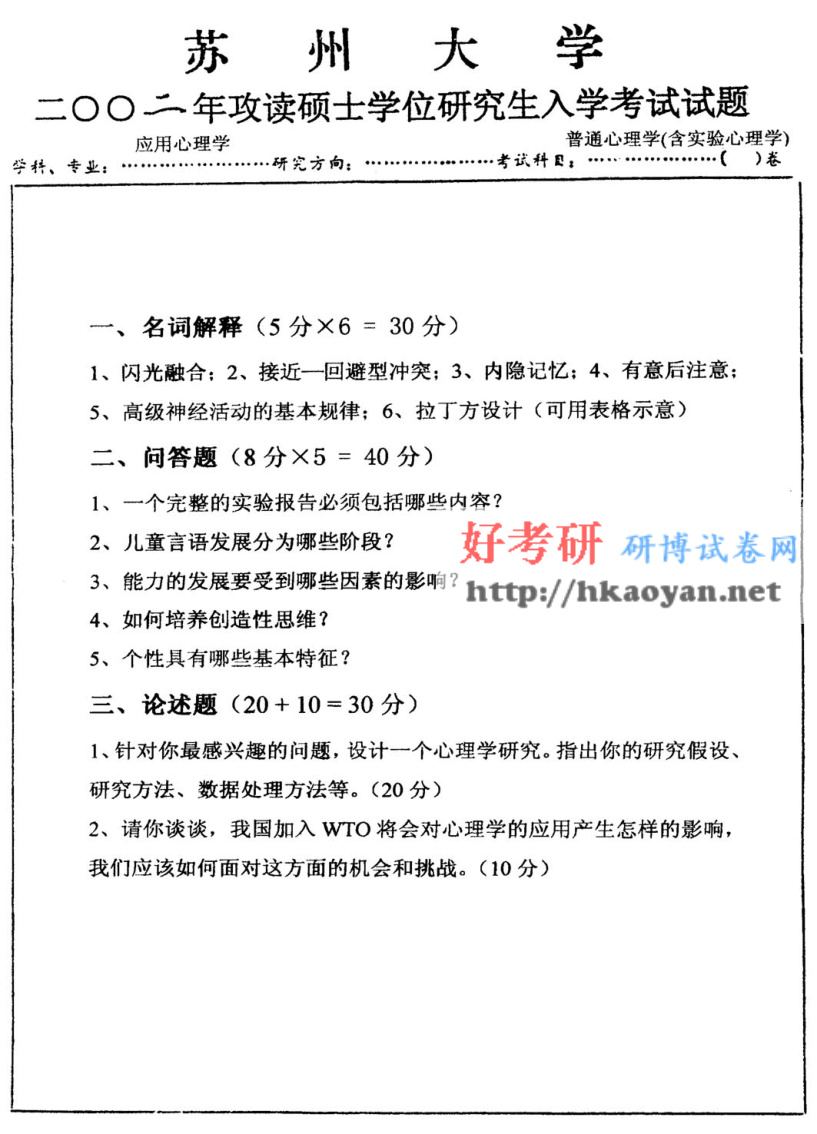 苏州大学
二〇〇二年攻读硕士学位研究生入学考试试题
应用心理学 普通心理学(含实验心理学)
学科、专业：……………………研究方向：…………………考试科目：…………………( )卷
一、名词解释（5 分×6 = 30 分）
1、闪光融合；2、接近—回避型冲突；3、内隐记忆；4、有意后注意；
5、高级神经活动的基本规律；6、拉丁方设计（可用表格示意）
二、问答题（8 分×5 = 40 分）
1、一个完整的实验报告必须包括哪些内容？
2、儿童言语发展分为哪些阶段？
好考研 研博试卷网
3、能力的发展要受到哪些因素的影响？
http://hkaoyan.net
4、如何培养创造性思维？
5、个性具有哪些基本特征？
三、论述题（20 + 10 = 30 分）
1、针对你最感兴趣的问题，设计一个心理学研究。指出你的研究假设、
研究方法、数据处理方法等。（20 分）
2、请你谈谈，我国加入 WTO 将会对心理学的应用产生怎样的影响，
我们应该如何面对这方面的机会和挑战。（10 分）